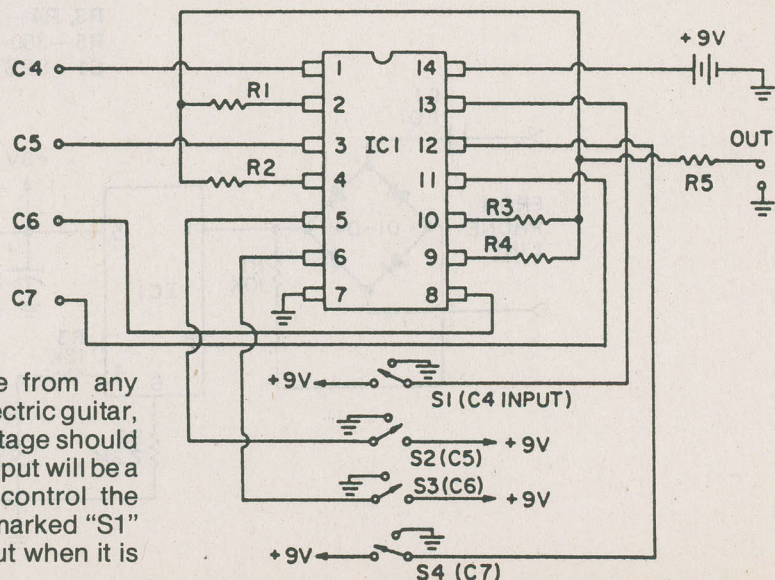 +9V
C4
1
14
R1
2
13
C5
3
IC1
12
OUT
R2
4
11
R5
C6
5
10
R3
6
9
R4
C7
7
8
+9V
S1 (C4 INPUT)
S2 (C5)
+9V
S3 (C6)
+9V
+9V
S4 (C7)
e from any
ectric guitar,
tage should
put will be a
control the
marked “S1”
ut when it is